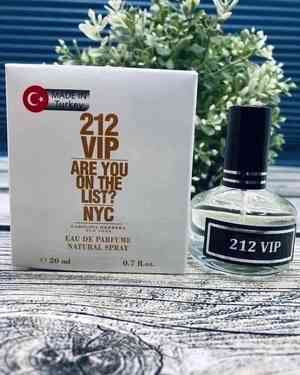 MADE IN
Turkey
212
VIP
ARE YOU
ON THE
LIST?
NYC
CAROLINA HERRERA
NEW YORK
EAU DE PARFUME
NATURAL SPRAY
℮ 20 ml 0.7 fl.oz.
212 VIP